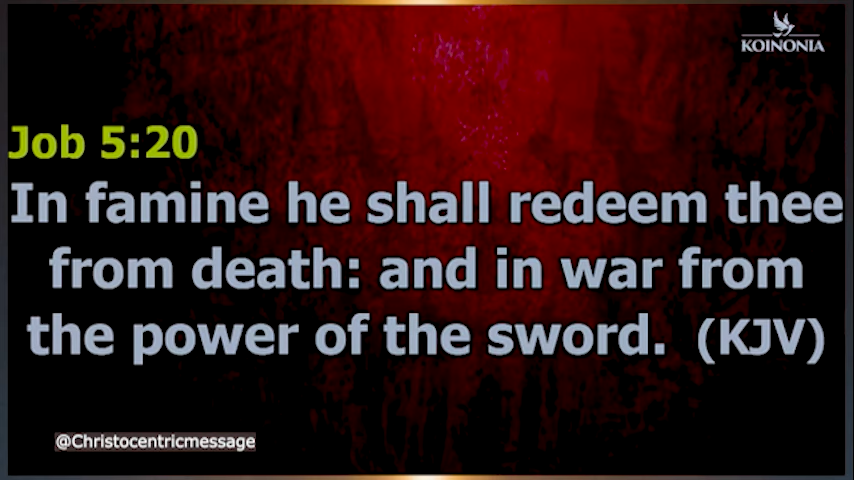 KOINONIA
Job 5:20
In famine he shall redeem thee
from death: and in war from
the power of the sword. (KJV)
@Christocentricmessage